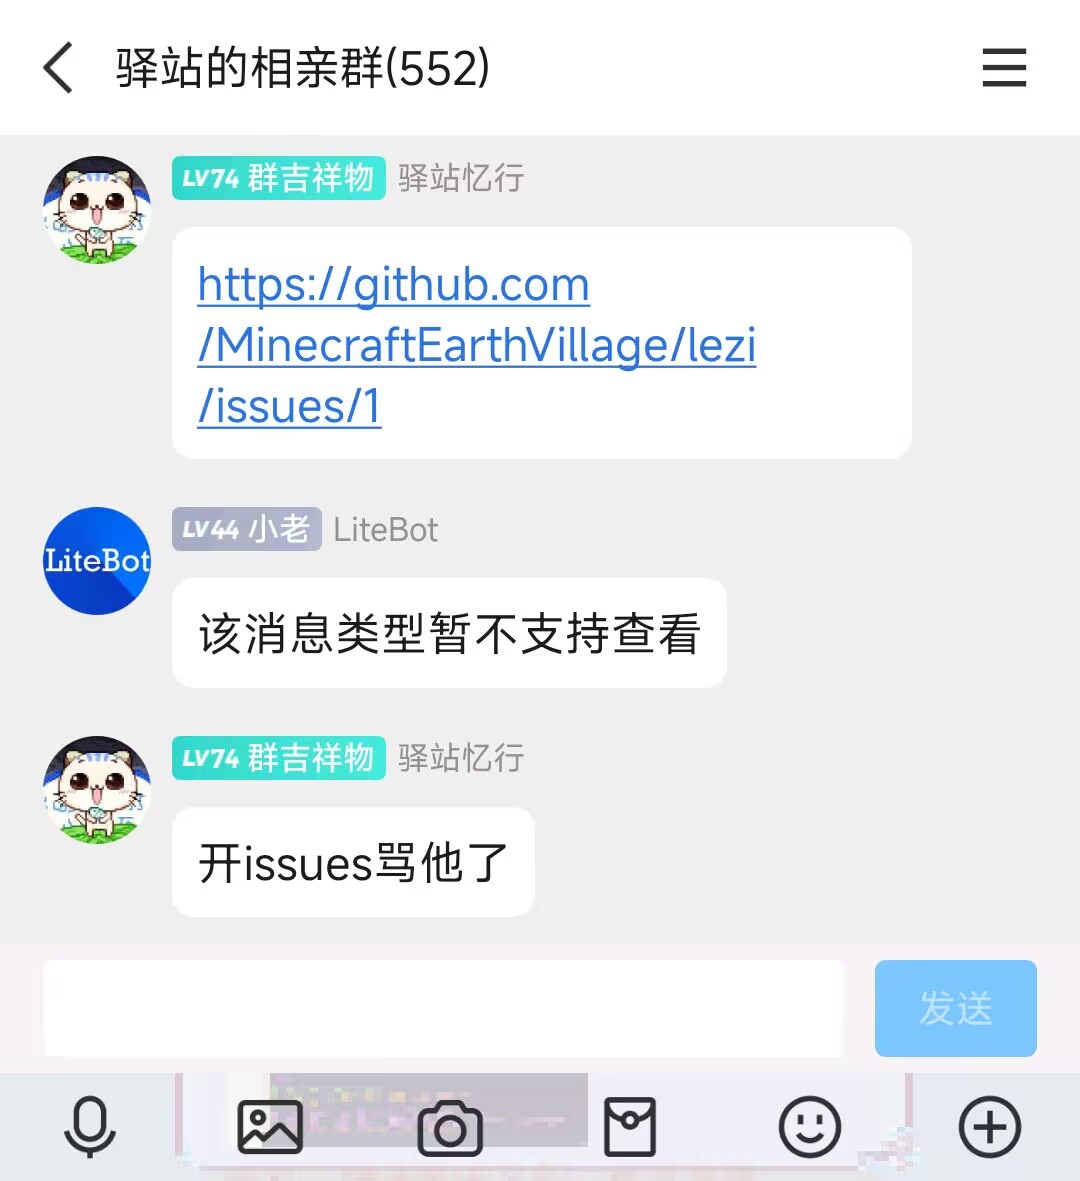 驿站的相亲群(552)
LV74 群吉祥物 驿站忆行
https://github.com
/MinecraftEarthVillage/lezi
/issues/1
LiteBot
LV44 小老 LiteBot
该消息类型暂不支持查看
LV74 群吉祥物 驿站忆行
开issues骂他了
发送